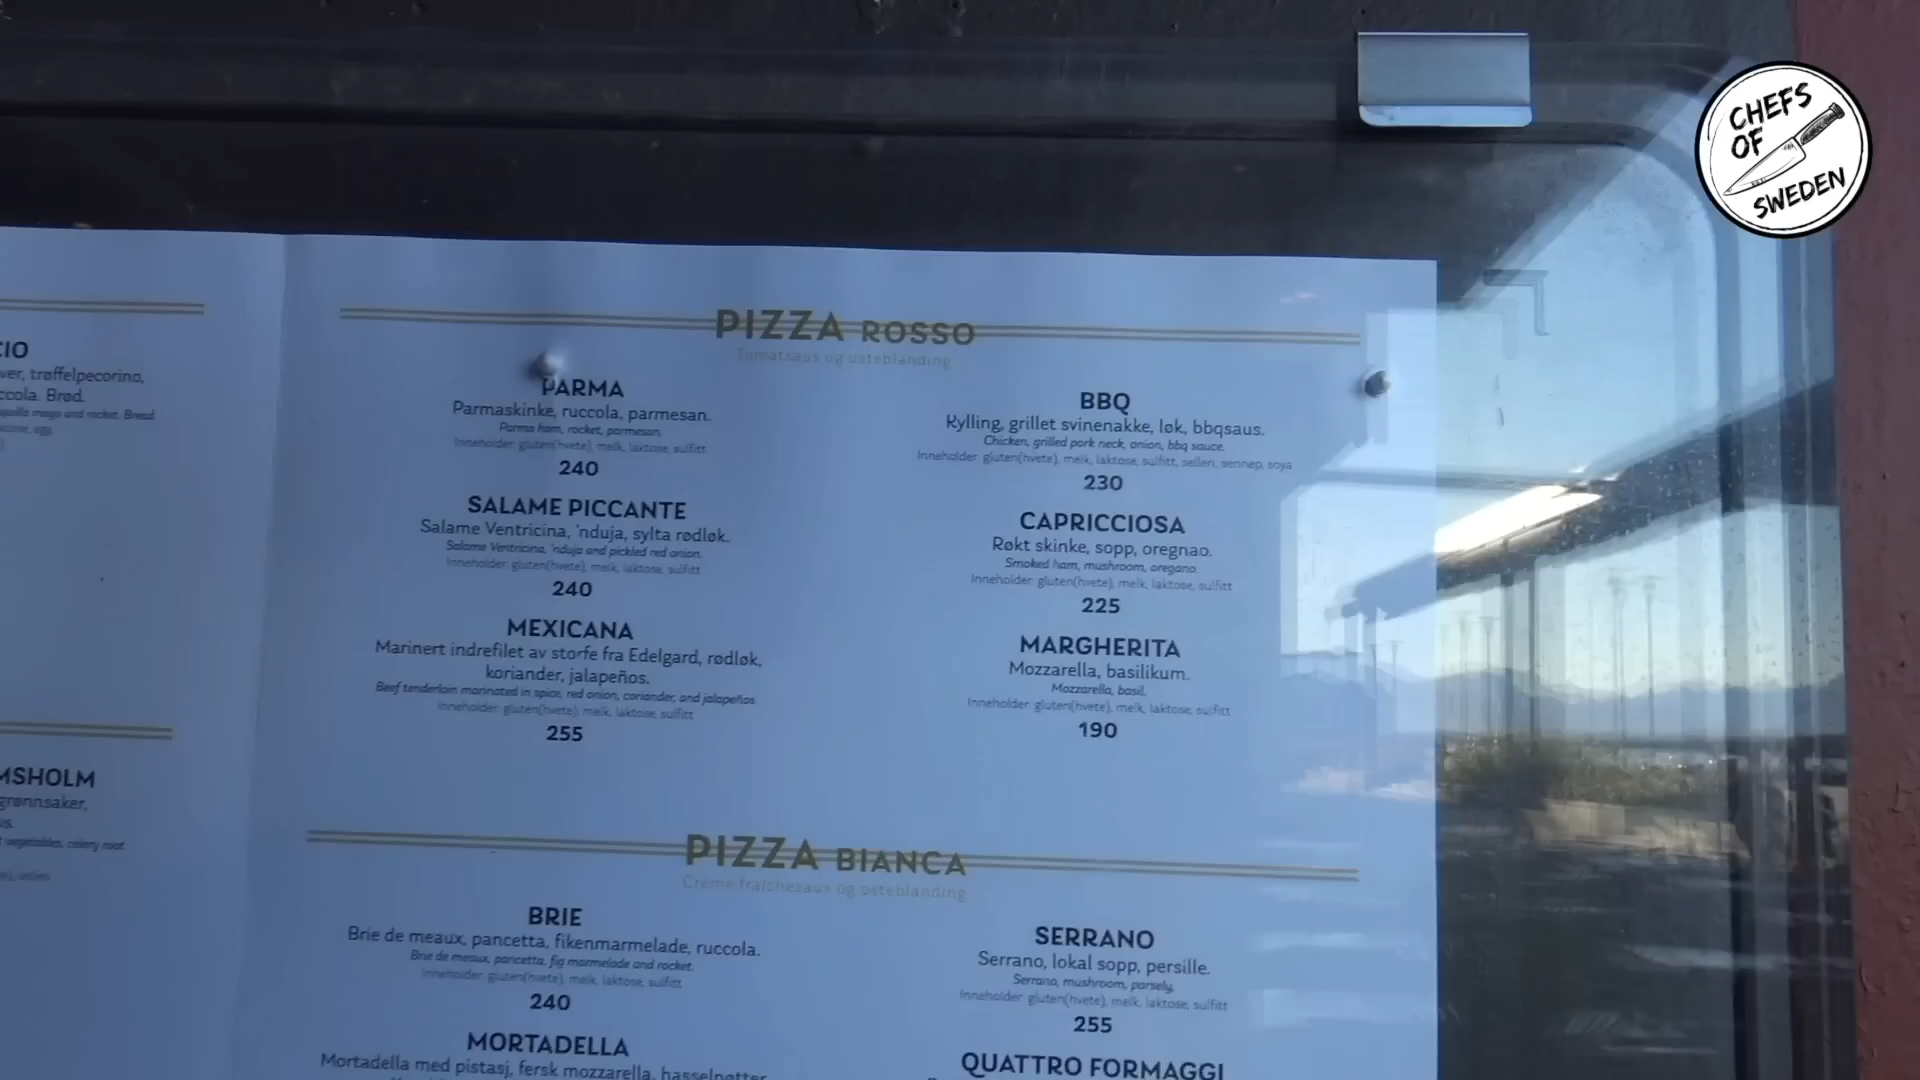 CHEFS
OF
SWEDEN
CIO
ver, trøffelpecorino,
ccola. Brød.
mayo and rocket. Bread.
egg
MSHOLM
grønnsaker,
us.
vegetables, celery root
PIZZA ROSSO
Tomatsaus og osteblanding
PARMA
Parmaskinke, ruccola, parmesan.
Parma ham, rocket, parmesan.
Inneholder: gluten(hvete), melk, laktose, sulfitt
240
SALAME PICCANTE
Salame Ventricina, 'nduja, sylta rødløk.
Salame Ventricina, 'nduja and pickled red onion.
Inneholder: gluten(hvete), melk, laktose, sulfitt
240
MEXICANA
Marinert indrefilet av storfe fra Edelgard, rødløk,
koriander, jalapeños.
Beef tenderloin marinated in spice, red onion, coriander, and jalapeños.
Inneholder: gluten(hvete), melk, laktose, sulfitt
255
BBQ
Kylling, grillet svinenakke, løk, bbqsaus.
Chicken, grilled pork neck, onion, bbq sauce.
Inneholder: gluten(hvete), melk, laktose, sulfitt, selleri, sennep, soya
230
CAPRICCIOSA
Røkt skinke, sopp, oregnao.
Smoked ham, mushroom, oregano.
Inneholder: gluten(hvete), melk, laktose, sulfitt
225
MARGHERITA
Mozzarella, basilikum.
Mozzarella, basil.
Inneholder: gluten(hvete), melk, laktose, sulfitt
190
PIZZA BIANCA
Crème fraîchesaus og osteblanding
BRIE
Brie de meaux, pancetta, fikenmarmelade, ruccola.
Brie de meaux, pancetta, fig marmelade and rocket.
Inneholder: gluten(hvete), melk, laktose, sulfitt
240
MORTADELLA
Mortadella med pistasj, fersk mozzarella, hasselnøtter
SERRANO
Serrano, lokal sopp, persille.
Serrano, mushroom, parsely.
Inneholder: gluten(hvete), melk, laktose, sulfitt
255
QUATTRO FORMAGGI